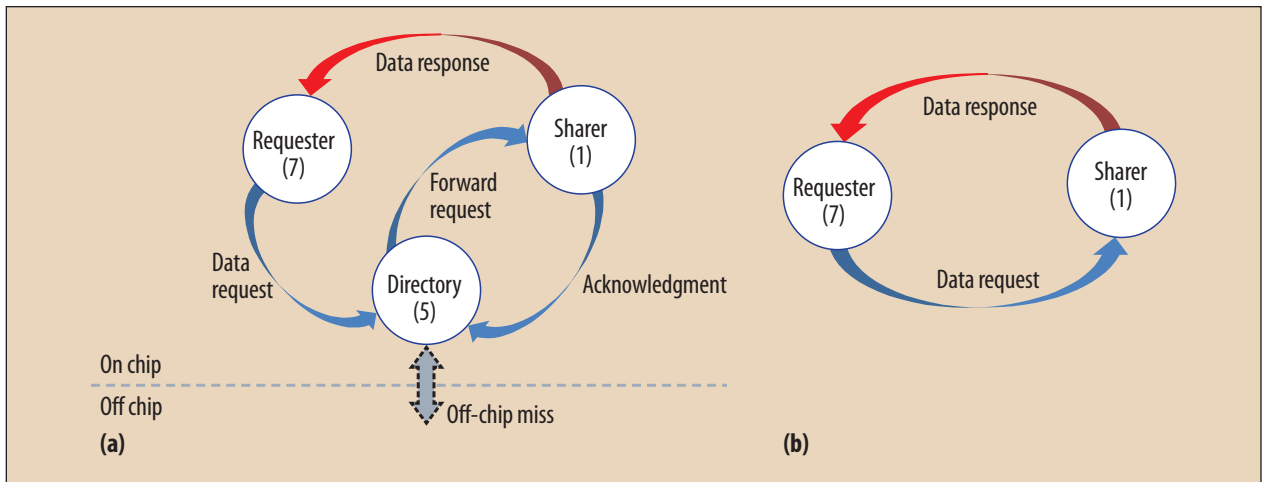 Data response
Requester
(7)
Sharer
(1)
Forward
request
Data
request
Directory
(5)
Acknowledgment
On chip
Off chip
Off-chip miss
(a)
Data response
Requester
(7)
Sharer
(1)
Data request
(b)